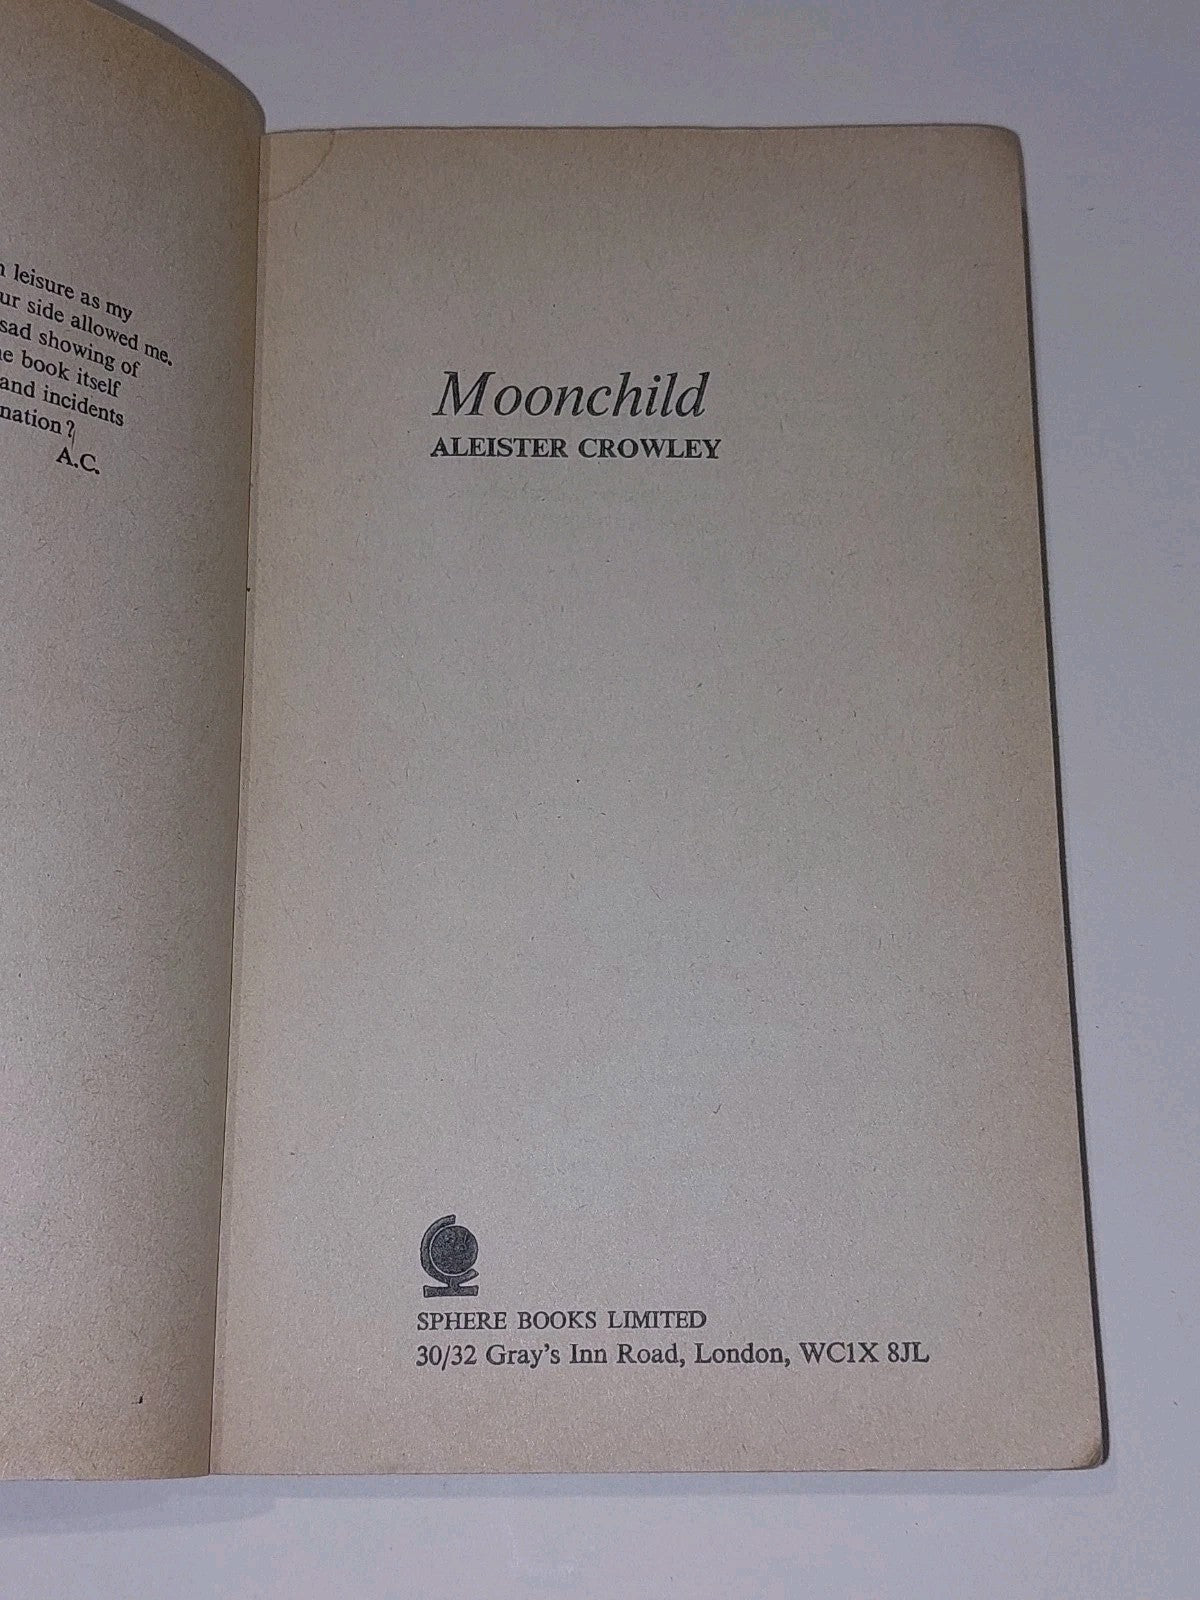 leisure as my
ur side allowed me.
sad showing of
book itself
and incidents
nation?
A.C.
Moonchild
ALEISTER CROWLEY
SPHERE BOOKS LIMITED
30/32 Gray's Inn Road, London, WC1X 8JL